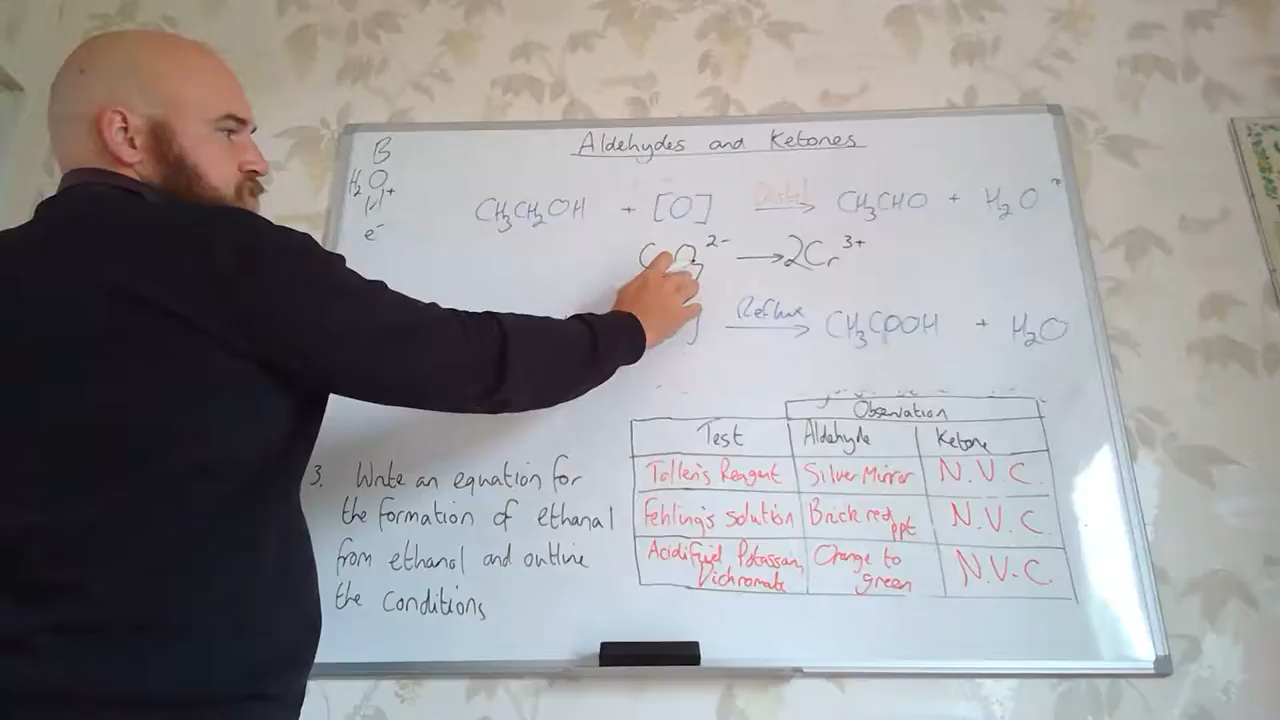 Aldehydes and Ketones
B
H₂O
H⁺
e⁻
CH₃CH₂OH + [O] → CH₃CHO + H₂O
O₇²⁻ → 2Cr³⁺
Reflux → CH₃COOH + H₂O
3. Write an equation for
the formation of ethanal
from ethanol and outline
the conditions
Observation
Test Aldehyde Ketone
Tollen's Reagent Silver Mirror N.V.C.
Fehling's solution Brick red ppt N.V.C.
Acidified Potassium Dichromate Orange to green N.V.C.